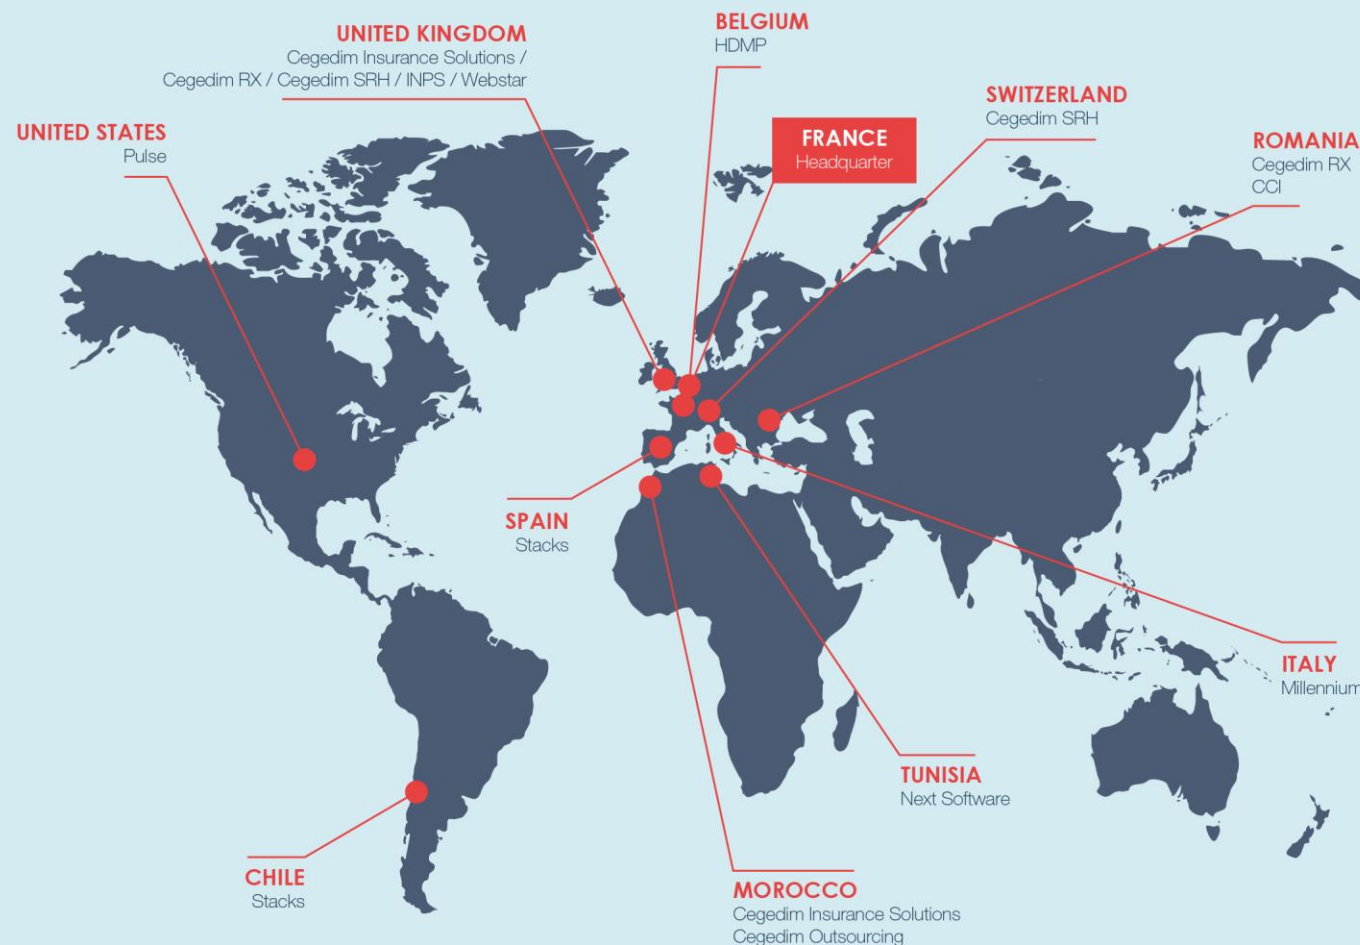 BELGIUM
HDMP
UNITED KINGDOM
Cegedim Insurance Solutions /
Cegedim RX / Cegedim SRH / INPS / Webstar
SWITZERLAND
Cegedim SRH
UNITED STATES
Pulse
FRANCE
Headquarter
ROMANIA
Cegedim RX
CCI
SPAIN
Stacks
ITALY
Millennium
TUNISIA
Next Software
CHILE
Stacks
MOROCCO
Cegedim Insurance Solutions
Cegedim Outsourcing